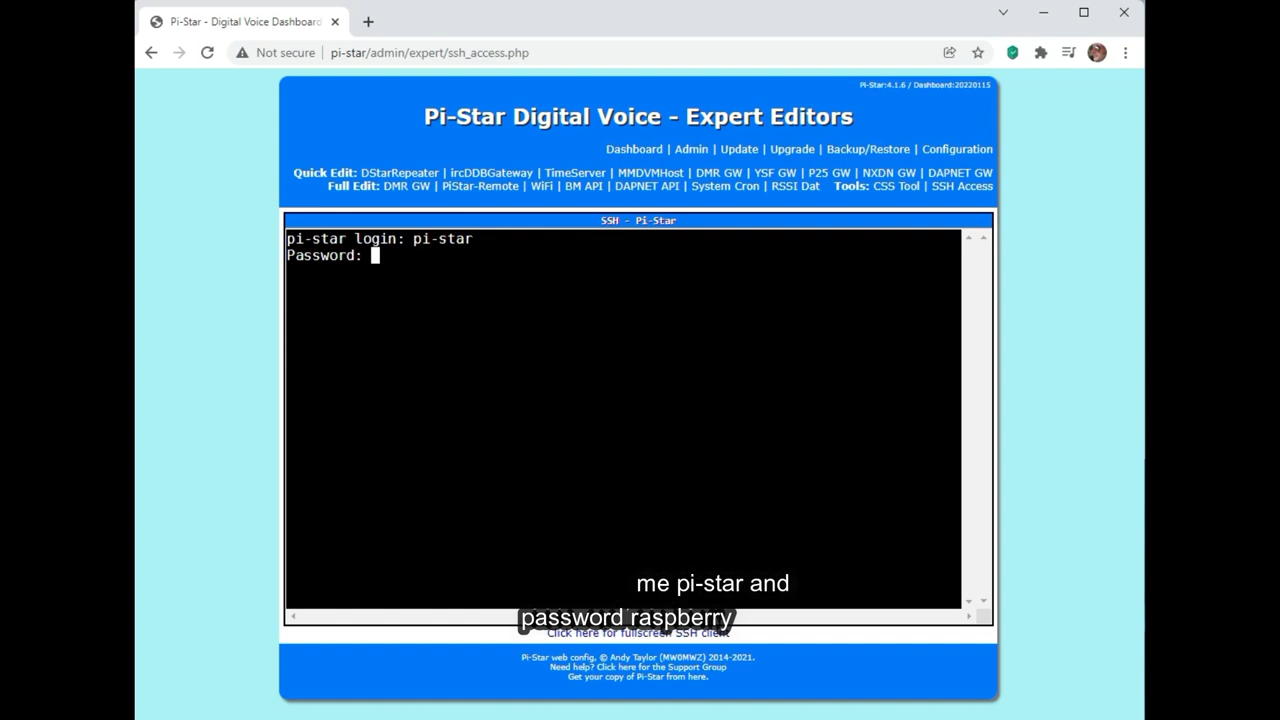 Pi-Star - Digital Voice Dashboard
Not secure | pi-star/admin/expert/ssh_access.php
Pi-Star:4.1.6 / Dashboard:20220115
Pi-Star Digital Voice - Expert Editors
Dashboard | Admin | Update | Upgrade | Backup/Restore | Configuration
Quick Edit: DStarRepeater | ircDDBGateway | TimeServer | MMDVMHost | DMR GW | YSF GW | P25 GW | NXDN GW | DAPNET GW
Full Edit: DMR GW | PiStar-Remote | WiFi | BM API | DAPNET API | System Cron | RSSI Dat Tools: CSS Tool | SSH Access
SSH - Pi-Star
pi-star login: pi-star
Password:
me pi-star and
password raspberry
Click here for fullscreen SSH client
Pi-Star web config, © Andy Taylor (MW0MWZ) 2014-2021.
Need help? Click here for the Support Group
Get your copy of Pi-Star from here.